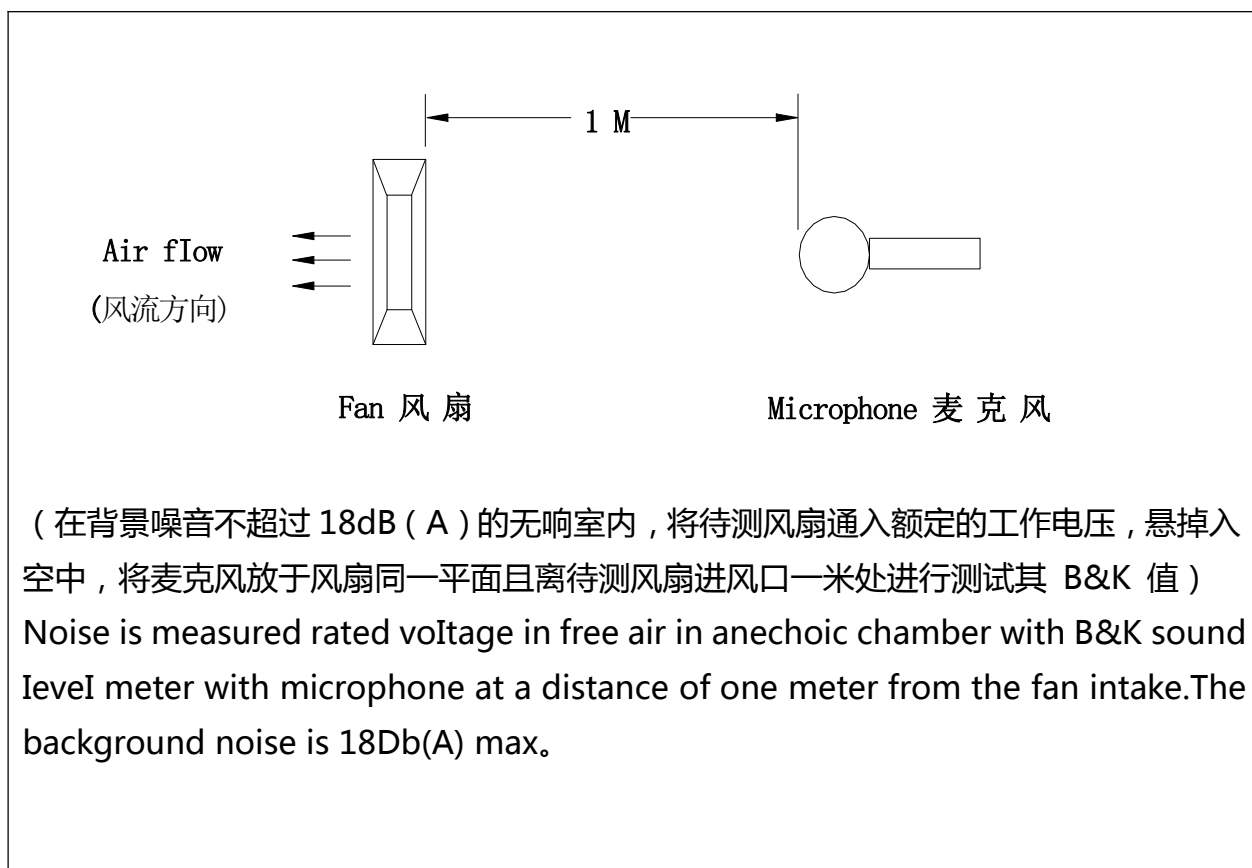 1 M
Air fIow
(风流方向)
Fan 风 扇
Microphone 麦 克 风
（在背景噪音不超过 18dB（A）的无响室内，将待测风扇通入额定的工作电压，悬掉入
空中，将麦克风放于风扇同一平面且离待测风扇进风口一米处进行测试其 B&K 值）
Noise is measured rated voItage in free air in anechoic chamber with B&K sound
IeveI meter with microphone at a distance of one meter from the fan intake.The
background noise is 18Db(A) max。